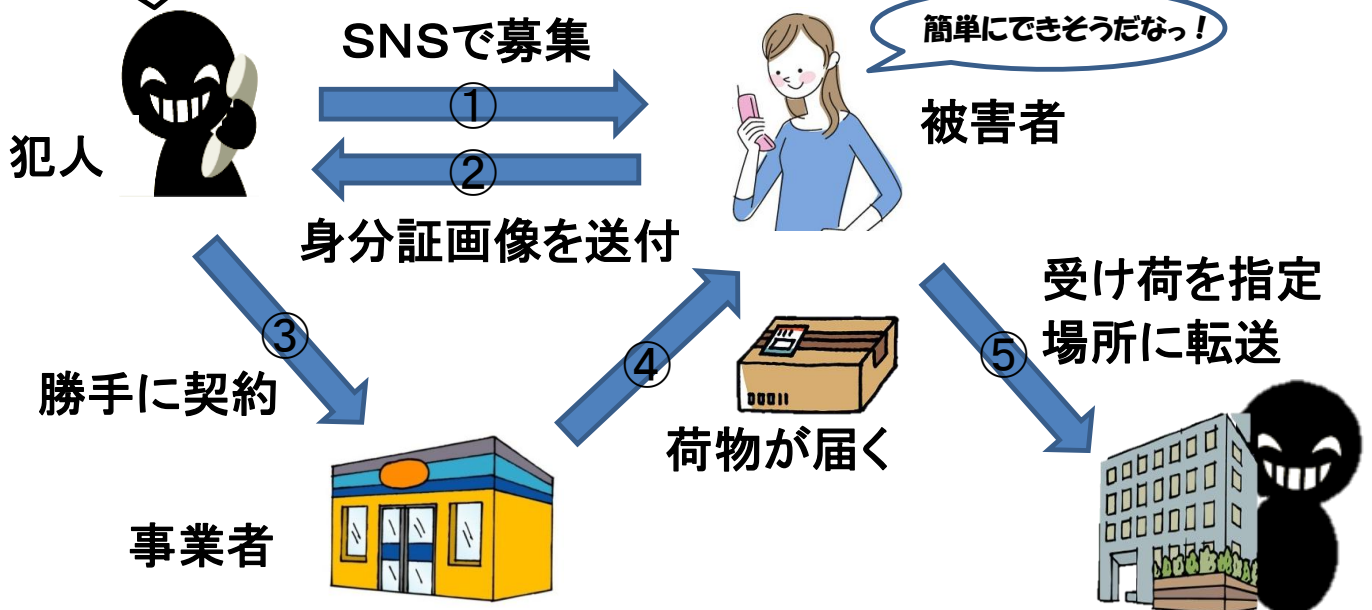 簡単にできそうだなっ！
SNSで募集
①
被害者
犯人
②
身分証画像を送付
受け荷を指定
場所に転送
③
④
⑤
勝手に契約
荷物が届く
事業者